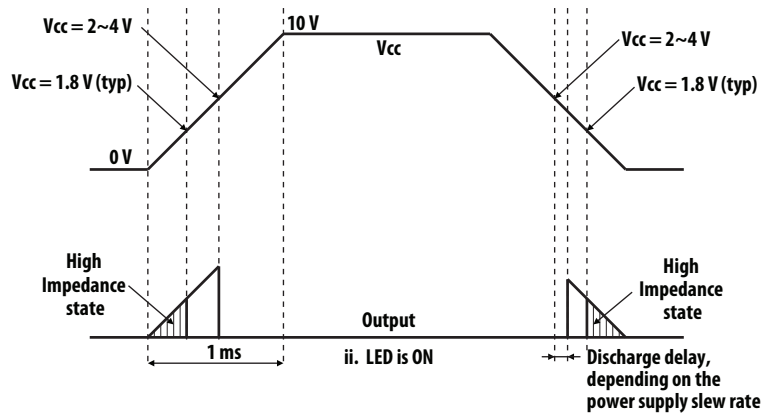 Vcc = 2~4 V
10 V
Vcc
Vcc = 2~4 V
Vcc = 1.8 V (typ)
Vcc = 1.8 V (typ)
0 V
High
Impedance
state
High
Impedance
state
Output
1 ms
ii. LED is ON
Discharge delay,
depending on the
power supply slew rate